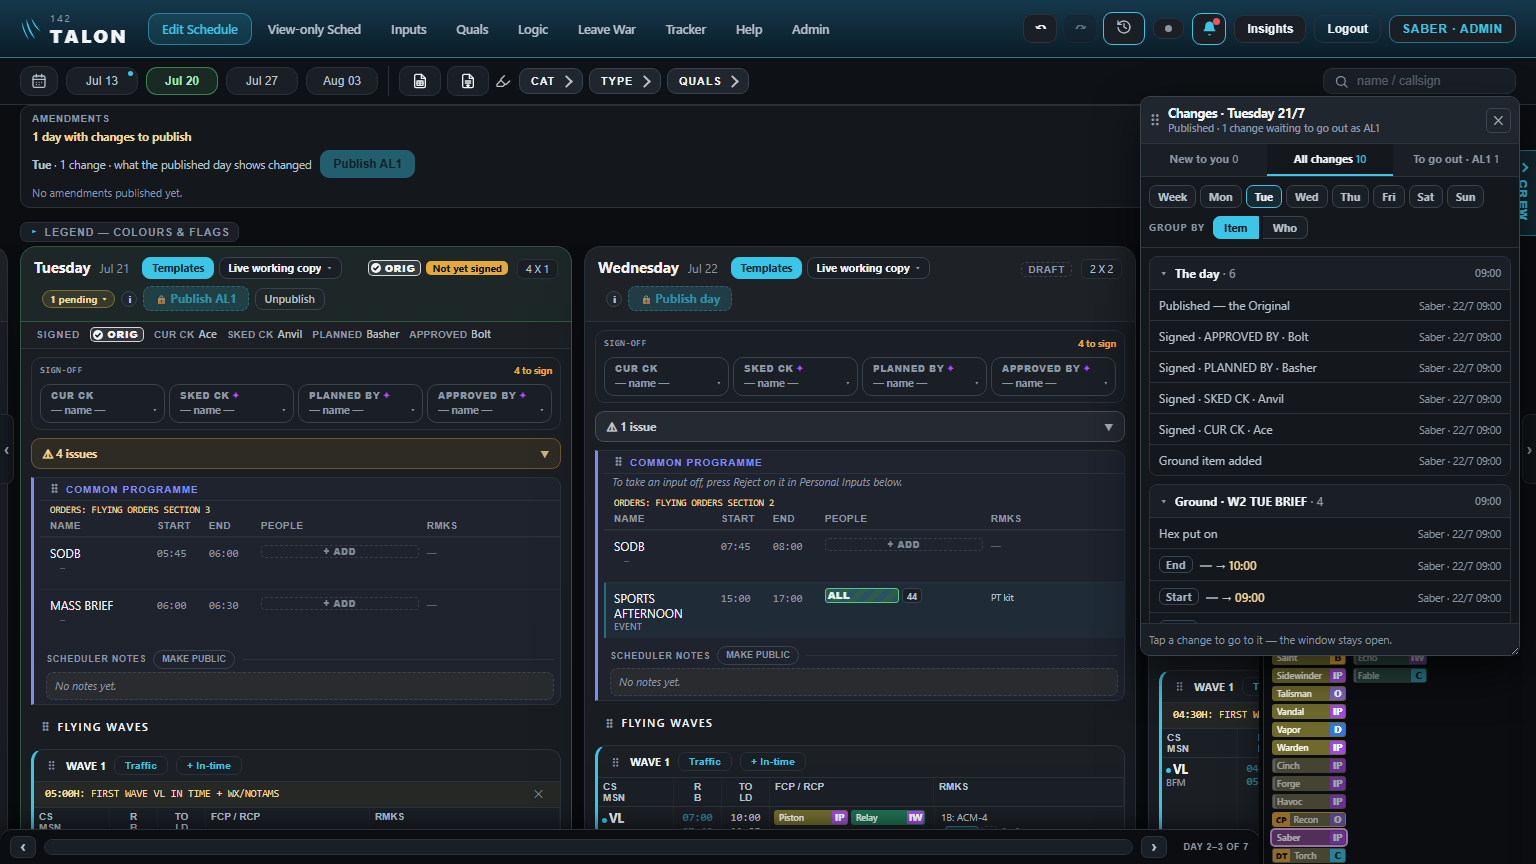 142
TALON
Edit Schedule
View-only Sched
Inputs
Quals
Logic
Leave War
Tracker
Help
Admin
Insights
Logout
SABER · ADMIN
Jul 13
Jul 20
Jul 27
Aug 03
CAT
TYPE
QUALS
name / callsign
AMENDMENTS
1 day with changes to publish
Tue · 1 change · what the published day shows changed
Publish AL1
No amendments published yet.
LEGEND — COLOURS & FLAGS
Tuesday Jul 21
Templates
Live working copy
ORIG
Not yet signed
4 X 1
1 pending
i
Publish AL1
Unpublish
SIGNED ORIG CUR CK Ace SKED CK Anvil PLANNED Basher APPROVED Bolt
SIGN-OFF
4 to sign
CUR CK
— name —
SKED CK ✦
— name —
PLANNED BY ✦
— name —
APPROVED BY ✦
— name —
⚠ 4 issues
COMMON PROGRAMME
ORDERS: FLYING ORDERS SECTION 3
NAME START END PEOPLE RMKS
SODB 05:45 06:00 + ADD —
–
MASS BRIEF 06:00 06:30 + ADD —
–
SCHEDULER NOTES MAKE PUBLIC
No notes yet.
FLYING WAVES
WAVE 1 Traffic + In-time
05:00H: FIRST WAVE VL IN TIME + WX/NOTAMS
CS R TO FCP / RCP RMKS
MSN B LD
Wednesday Jul 22
Templates
Live working copy
DRAFT
2 X 2
i
Publish day
SIGN-OFF
4 to sign
CUR CK
— name —
SKED CK ✦
— name —
PLANNED BY ✦
— name —
APPROVED BY ✦
— name —
⚠ 1 issue
COMMON PROGRAMME
To take an input off, press Reject on it in Personal Inputs below.
ORDERS: FLYING ORDERS SECTION 2
NAME START END PEOPLE RMKS
SODB 07:45 08:00 + ADD —
–
SPORTS AFTERNOON 15:00 17:00 ALL 44 PT kit
EVENT
SCHEDULER NOTES MAKE PUBLIC
No notes yet.
FLYING WAVES
WAVE 1 Traffic + In-time
CS R TO FCP / RCP RMKS
MSN B LD
VL 07:00 10:00 Piston IP Relay IW 1B: ACM-4
Changes · Tuesday 21/7
Published · 1 change waiting to go out as AL1
New to you 0
All changes 10
To go out · AL1 1
Week
Mon
Tue
Wed
Thu
Fri
Sat
Sun
GROUP BY Item Who
The day · 6 09:00
Published — the Original Saber · 22/7 09:00
Signed · APPROVED BY · Bolt Saber · 22/7 09:00
Signed · PLANNED BY · Basher Saber · 22/7 09:00
Signed · SKED CK · Anvil Saber · 22/7 09:00
Signed · CUR CK · Ace Saber · 22/7 09:00
Ground item added Saber · 22/7 09:00
Ground · W2 TUE BRIEF · 4 09:00
Hex put on Saber · 22/7 09:00
End — → 10:00 Saber · 22/7 09:00
Start — → 09:00 Saber · 22/7 09:00
Tap a change to go to it — the window stays open.
CREW
WAVE 1
04:30H: FIRST W
CS
MSN
VL 04
BFM 05
Saint B
Echo IW
Sidewinder IP
Fable C
Talisman O
Vandal IP
Vapor D
Warden IP
Cinch IP
Forge IP
Havoc IP
CP Recon O
Saber IP
DT Torch C
DAY 2–3 OF 7